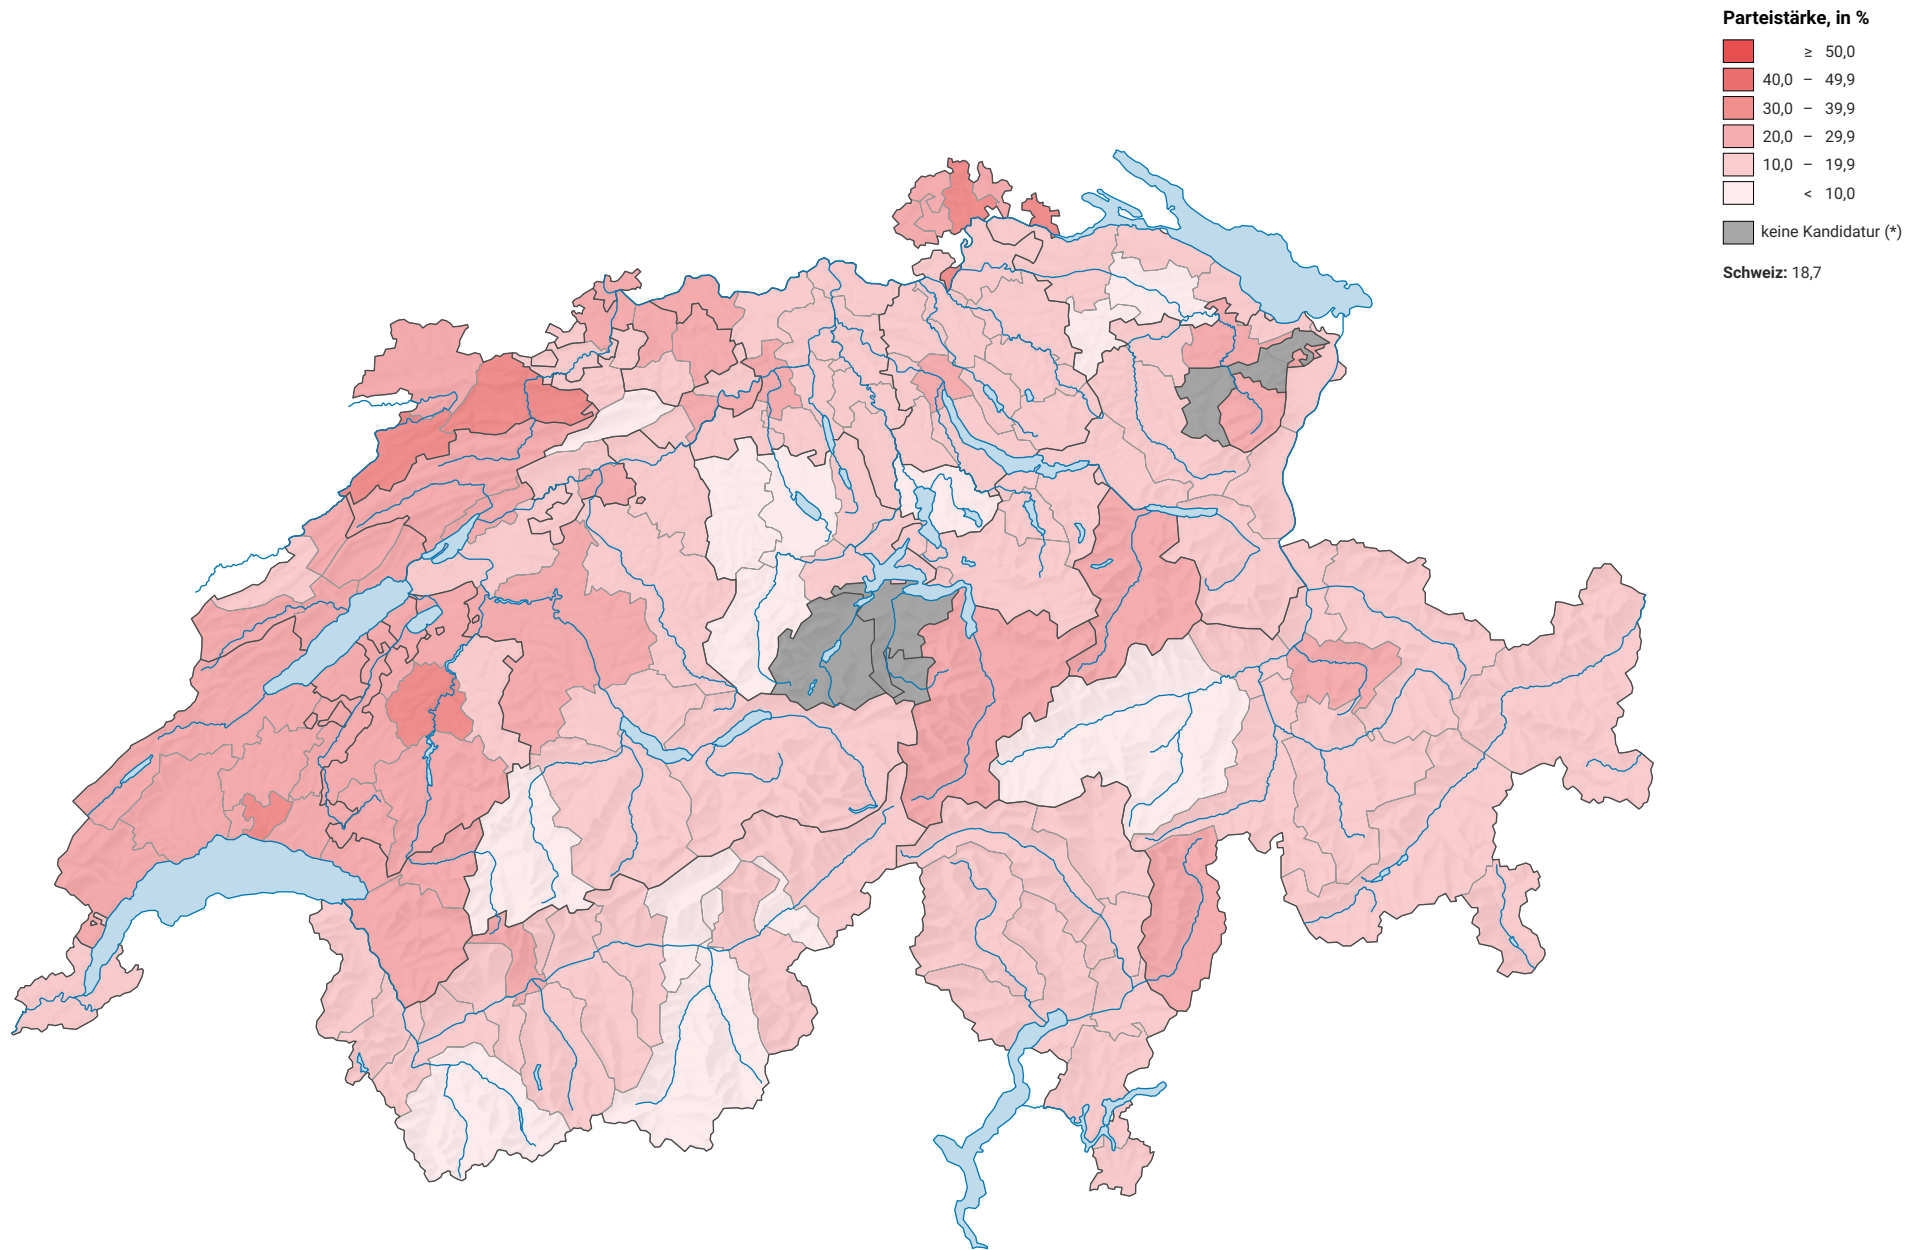 Parteistärke, in %
≥ 50,0
40,0 – 49,9
30,0 – 39,9
20,0 – 29,9
10,0 – 19,9
< 10,0
keine Kandidatur (*)
Schweiz: 18,7